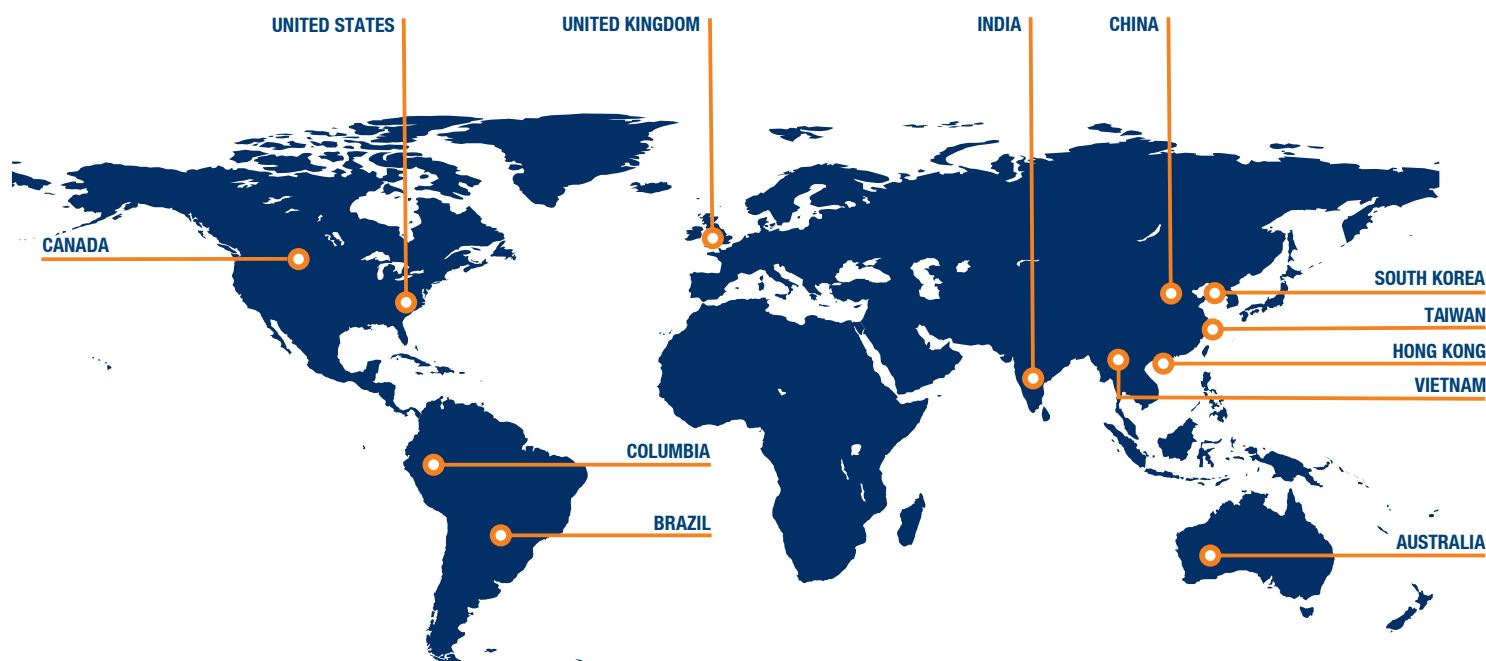 UNITED STATES
UNITED KINGDOM
INDIA
CHINA
CANADA
SOUTH KOREA
TAIWAN
HONG KONG
VIETNAM
COLUMBIA
BRAZIL
AUSTRALIA